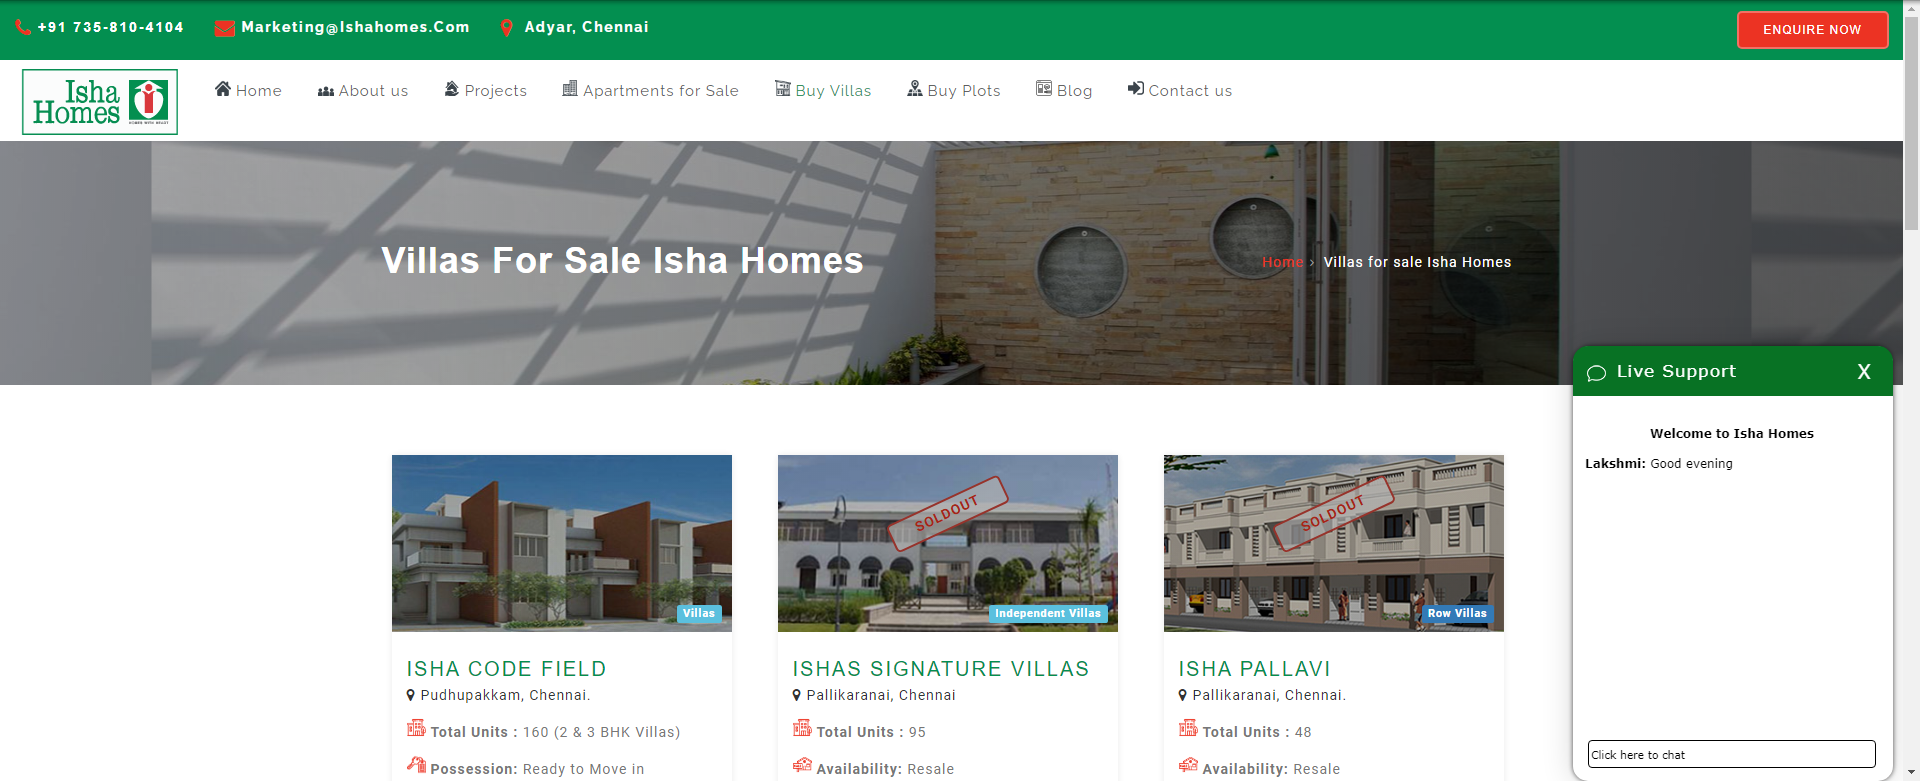 +91 735-810-4104 Marketing@Ishahomes.Com Adyar, Chennai ENQUIRE NOW
Isha Homes
HOMES WITH HEART
Home About us Projects Apartments for Sale Buy Villas Buy Plots Blog Contact us
Villas For Sale Isha Homes
Home › Villas for sale Isha Homes
Live Support X
Welcome to Isha Homes
Lakshmi: Good evening
Click here to chat
Villas
ISHA CODE FIELD
Pudhupakkam, Chennai.
Total Units : 160 (2 & 3 BHK Villas)
Possession: Ready to Move in
SOLDOUT
Independent Villas
ISHAS SIGNATURE VILLAS
Pallikaranai, Chennai
Total Units : 95
Availability: Resale
SOLDOUT
Row Villas
ISHA PALLAVI
Pallikaranai, Chennai.
Total Units : 48
Availability: Resale